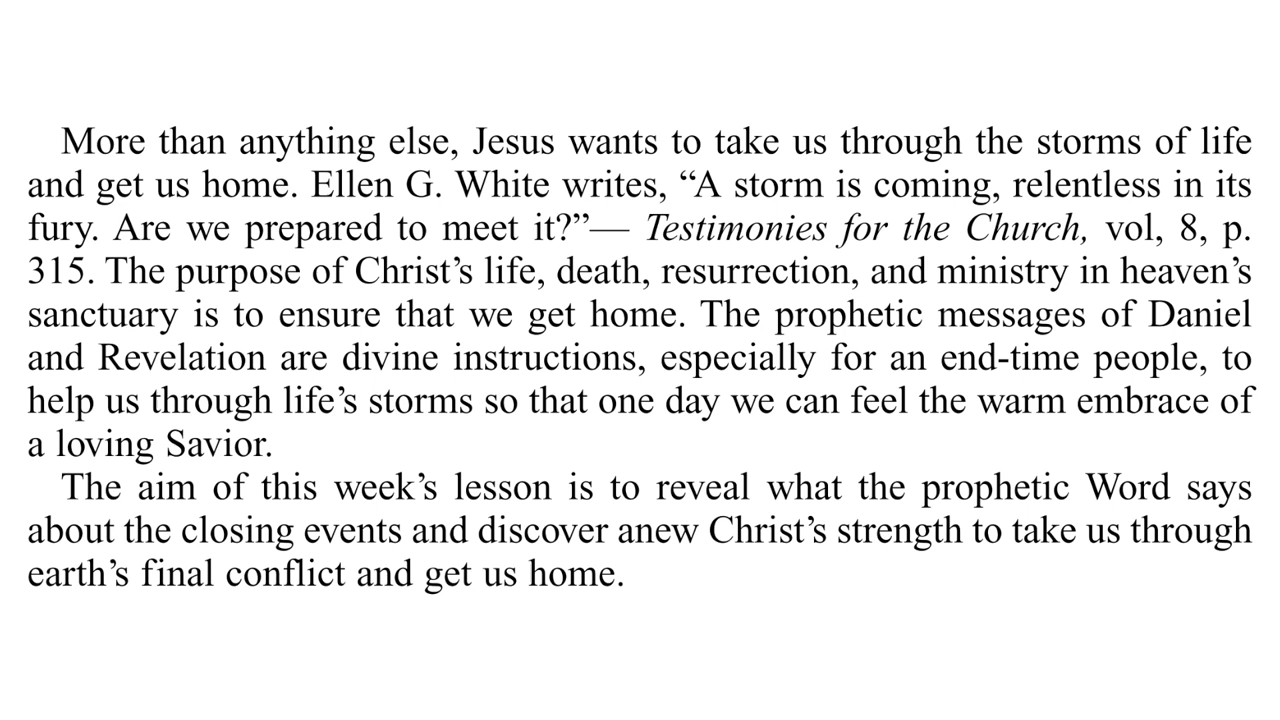 More than anything else, Jesus wants to take us through the storms of life
and get us home. Ellen G. White writes, “A storm is coming, relentless in its
fury. Are we prepared to meet it?”— Testimonies for the Church, vol, 8, p.
315. The purpose of Christ’s life, death, resurrection, and ministry in heaven’s
sanctuary is to ensure that we get home. The prophetic messages of Daniel
and Revelation are divine instructions, especially for an end-time people, to
help us through life’s storms so that one day we can feel the warm embrace of
a loving Savior.
The aim of this week’s lesson is to reveal what the prophetic Word says
about the closing events and discover anew Christ’s strength to take us through
earth’s final conflict and get us home.